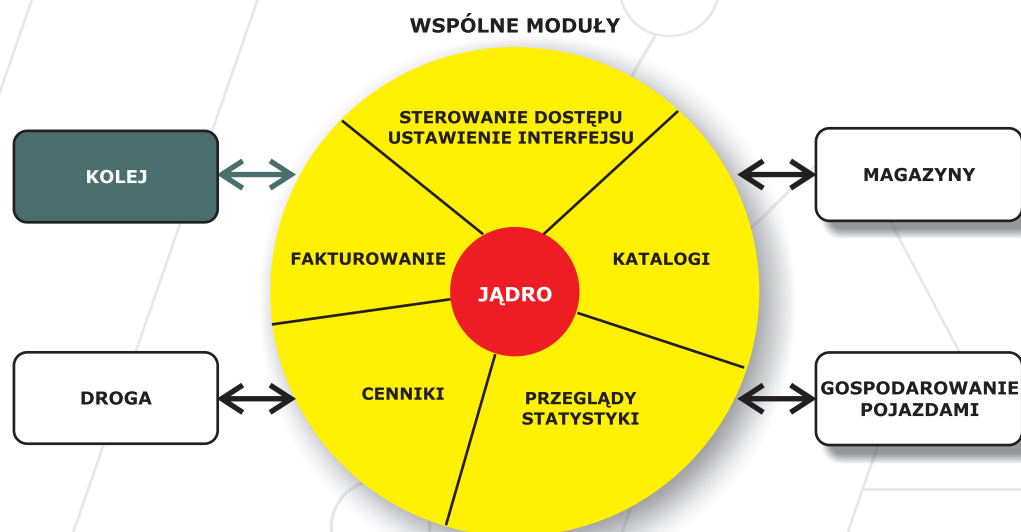 WSPÓLNE MODUŁY
STEROWANIE DOSTĘPU
USTAWIENIE INTERFEJSU
KOLEJ
MAGAZYNY
FAKTUROWANIE
KATALOGI
JĄDRO
DROGA
CENNIKI
PRZEGLĄDY
STATYSTYKI
GOSPODAROWANIE
POJAZDAMI